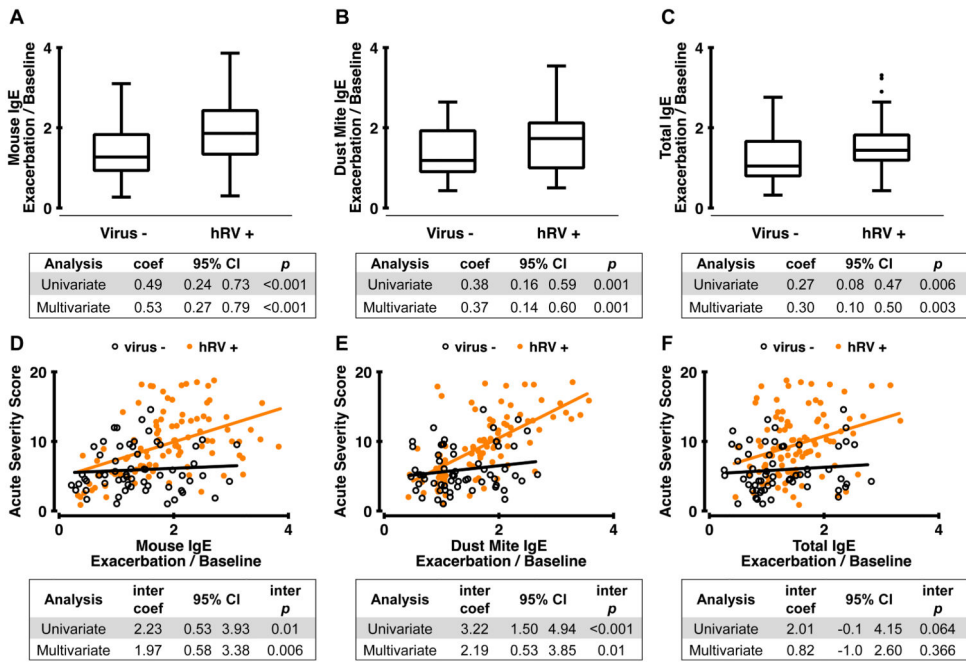 A
B
C
Mouse IgE
Exacerbation / Baseline
4
2
0
Virus -
hRV +
Dust Mite IgE
Exacerbation / Baseline
4
2
0
Virus -
hRV +
Total IgE
Exacerbation / Baseline
4
2
0
Virus -
hRV +
Analysis coef 95% CI p
Univariate 0.49 0.24 0.73 <0.001
Multivariate 0.53 0.27 0.79 <0.001
Analysis coef 95% CI p
Univariate 0.38 0.16 0.59 0.001
Multivariate 0.37 0.14 0.60 0.001
Analysis coef 95% CI p
Univariate 0.27 0.08 0.47 0.006
Multivariate 0.30 0.10 0.50 0.003
D
virus - hRV +
Acute Severity Score
20
10
0
0 2 4
Mouse IgE
Exacerbation / Baseline
E
virus - hRV +
Acute Severity Score
20
10
0
0 2 4
Dust Mite IgE
Exacerbation / Baseline
F
virus - hRV +
Acute Severity Score
20
10
0
0 2 4
Total IgE
Exacerbation / Baseline
Analysis inter coef 95% CI inter p
Univariate 2.23 0.53 3.93 0.01
Multivariate 1.97 0.58 3.38 0.006
Analysis inter coef 95% CI inter p
Univariate 3.22 1.50 4.94 <0.001
Multivariate 2.19 0.53 3.85 0.01
Analysis inter coef 95% CI inter p
Univariate 2.01 -0.1 4.15 0.064
Multivariate 0.82 -1.0 2.60 0.366